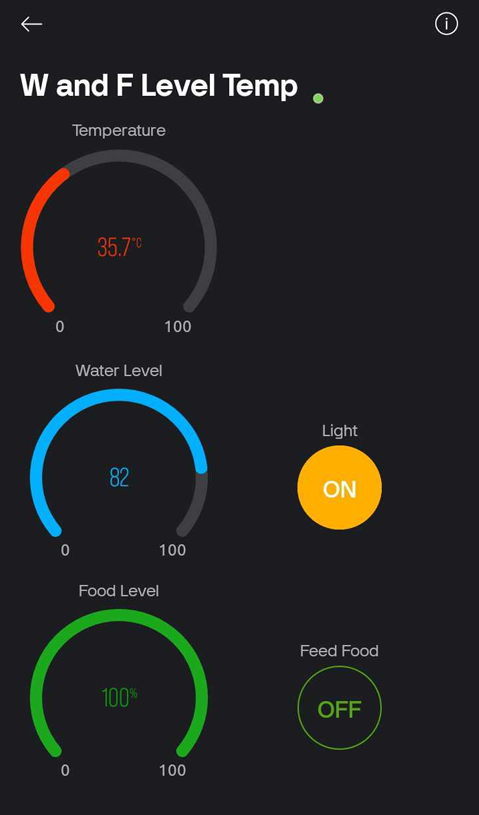 W and F Level Temp
Temperature
35.7°C
0 100
Water Level
82
0 100
Light
ON
Food Level
100%
0 100
Feed Food
OFF